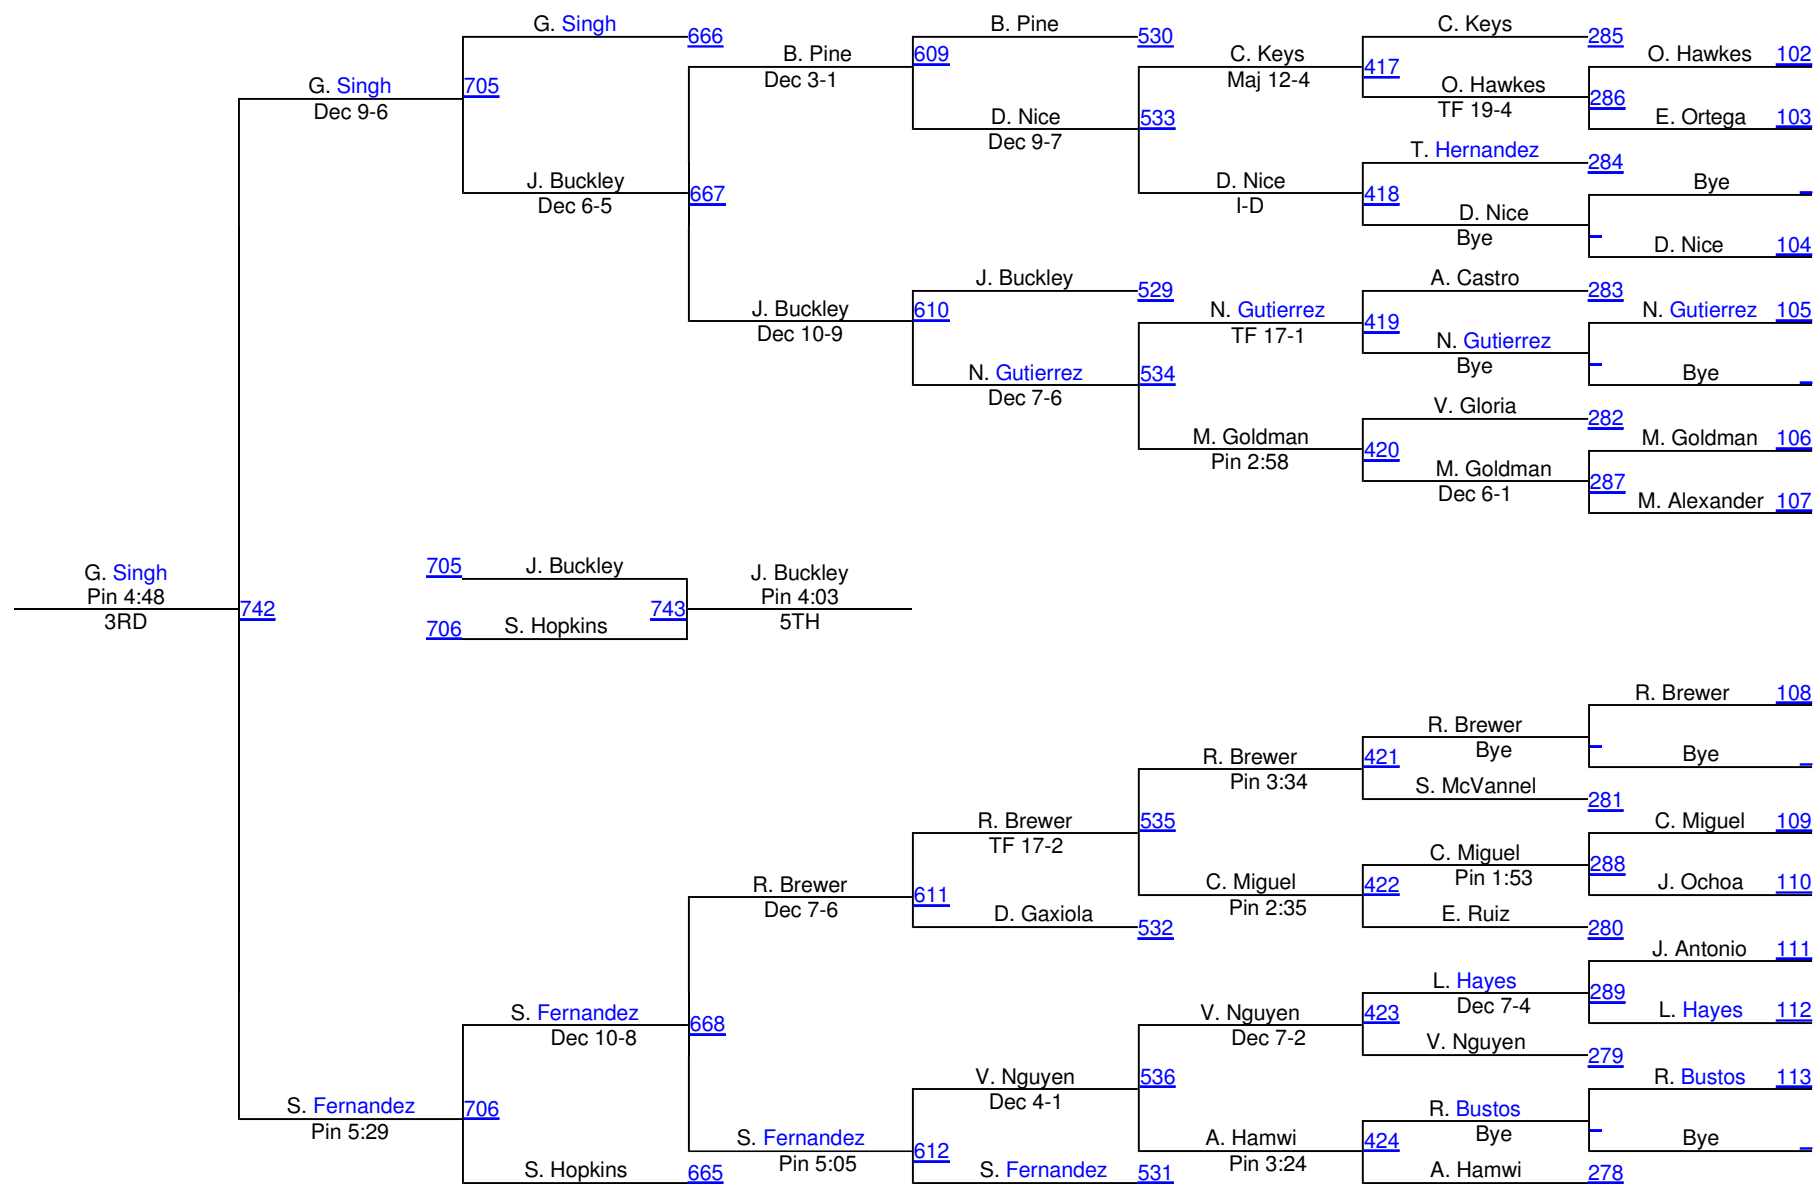 G. Singh
666
B. Pine
530
C. Keys
285
B. Pine
Dec 3-1
609
C. Keys
Maj 12-4
417
O. Hawkes 102
G. Singh
Dec 9-6
705
O. Hawkes
TF 19-4
286
D. Nice
Dec 9-7
533
E. Ortega 103
T. Hernandez
284
J. Buckley
Dec 6-5
667
D. Nice
I-D
418
Bye
D. Nice
Bye
D. Nice 104
J. Buckley
529
A. Castro
283
J. Buckley
Dec 10-9
610
N. Gutierrez
TF 17-1
419
N. Gutierrez 105
N. Gutierrez
Bye
N. Gutierrez
Dec 7-6
534
Bye
V. Gloria
282
M. Goldman
Pin 2:58
420
M. Goldman 106
M. Goldman
Dec 6-1
287
M. Alexander 107
G. Singh
Pin 4:48
3RD
742
705 J. Buckley
706 S. Hopkins
743
J. Buckley
Pin 4:03
5TH
R. Brewer 108
R. Brewer
Bye
R. Brewer
Pin 3:34
421
Bye
S. McVannel
281
R. Brewer
TF 17-2
535
C. Miguel 109
C. Miguel
Pin 1:53
288
R. Brewer
Dec 7-6
611
C. Miguel
Pin 2:35
422
J. Ochoa 110
D. Gaxiola
532
E. Ruiz
280
J. Antonio 111
L. Hayes
Dec 7-4
289
S. Fernandez
Dec 10-8
668
V. Nguyen
Dec 7-2
423
L. Hayes 112
V. Nguyen
279
V. Nguyen
Dec 4-1
536
R. Bustos 113
S. Fernandez
Pin 5:29
706
R. Bustos
Bye
S. Fernandez
Pin 5:05
612
A. Hamwi
Pin 3:24
424
Bye
S. Hopkins
665
S. Fernandez
531
A. Hamwi
278